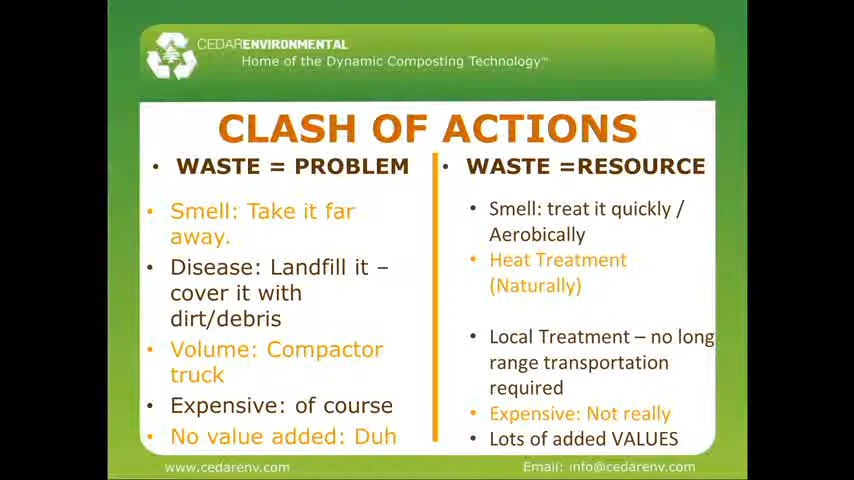 CEDARENVIRONMENTAL
Home of the Dynamic Composting Technology™
CLASH OF ACTIONS
• WASTE = PROBLEM
• Smell: Take it far
away.
• Disease: Landfill it –
cover it with
dirt/debris
• Volume: Compactor
truck
• Expensive: of course
• No value added: Duh
• WASTE =RESOURCE
• Smell: treat it quickly /
Aerobically
• Heat Treatment
(Naturally)
• Local Treatment – no long
range transportation
required
• Expensive: Not really
• Lots of added VALUES
www.cedarenv.com
Email: info@cedarenv.com